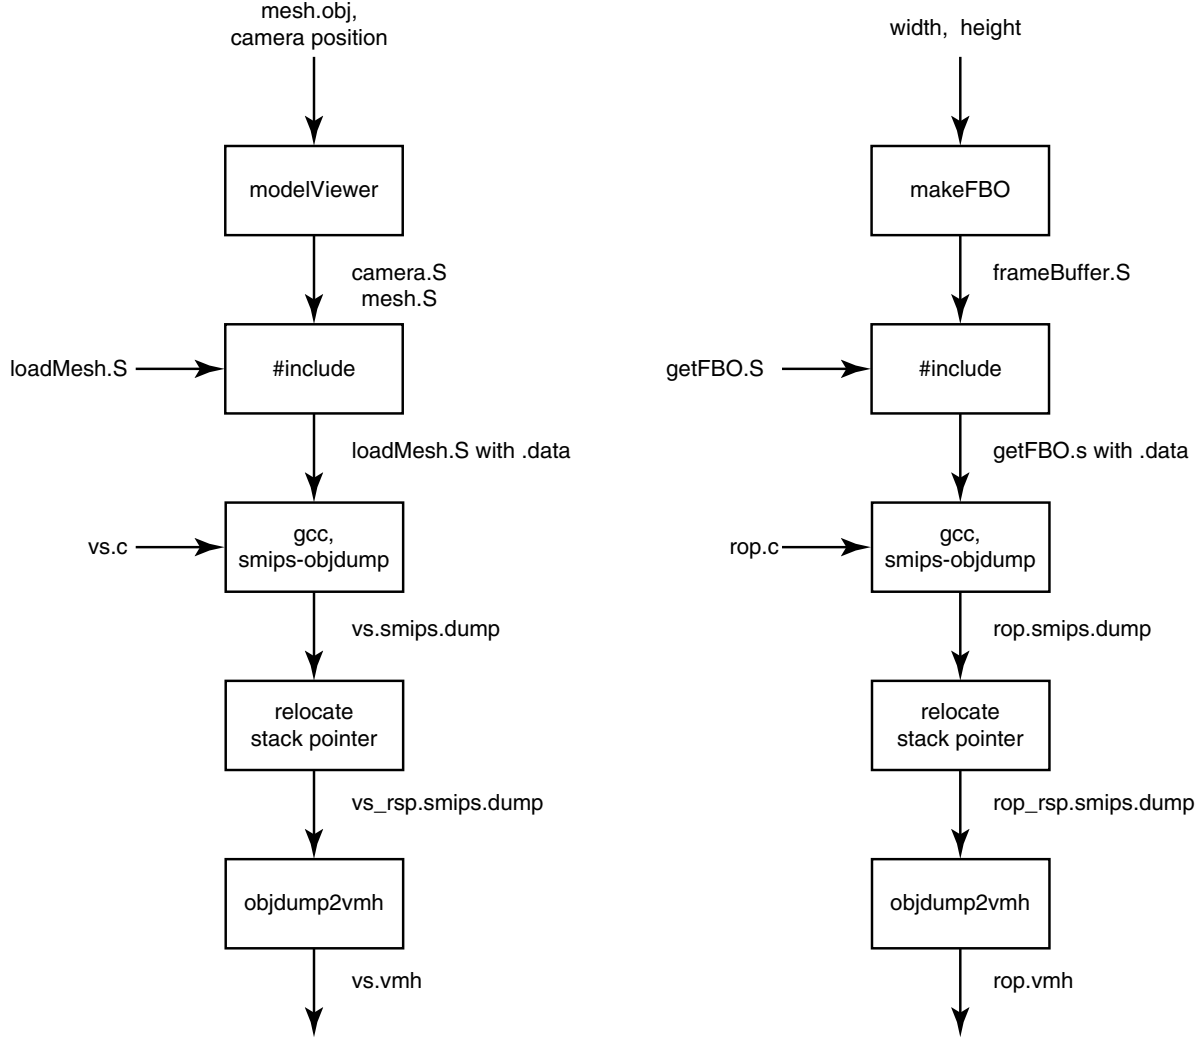 mesh.obj,
camera position
modelViewer
camera.S
mesh.S
loadMesh.S
#include
loadMesh.S with .data
vs.c
gcc,
smips-objdump
vs.smips.dump
relocate
stack pointer
vs_rsp.smips.dump
objdump2vmh
vs.vmh
width,  height
makeFBO
frameBuffer.S
getFBO.S
#include
getFBO.s with .data
rop.c
gcc,
smips-objdump
rop.smips.dump
relocate
stack pointer
rop_rsp.smips.dump
objdump2vmh
rop.vmh